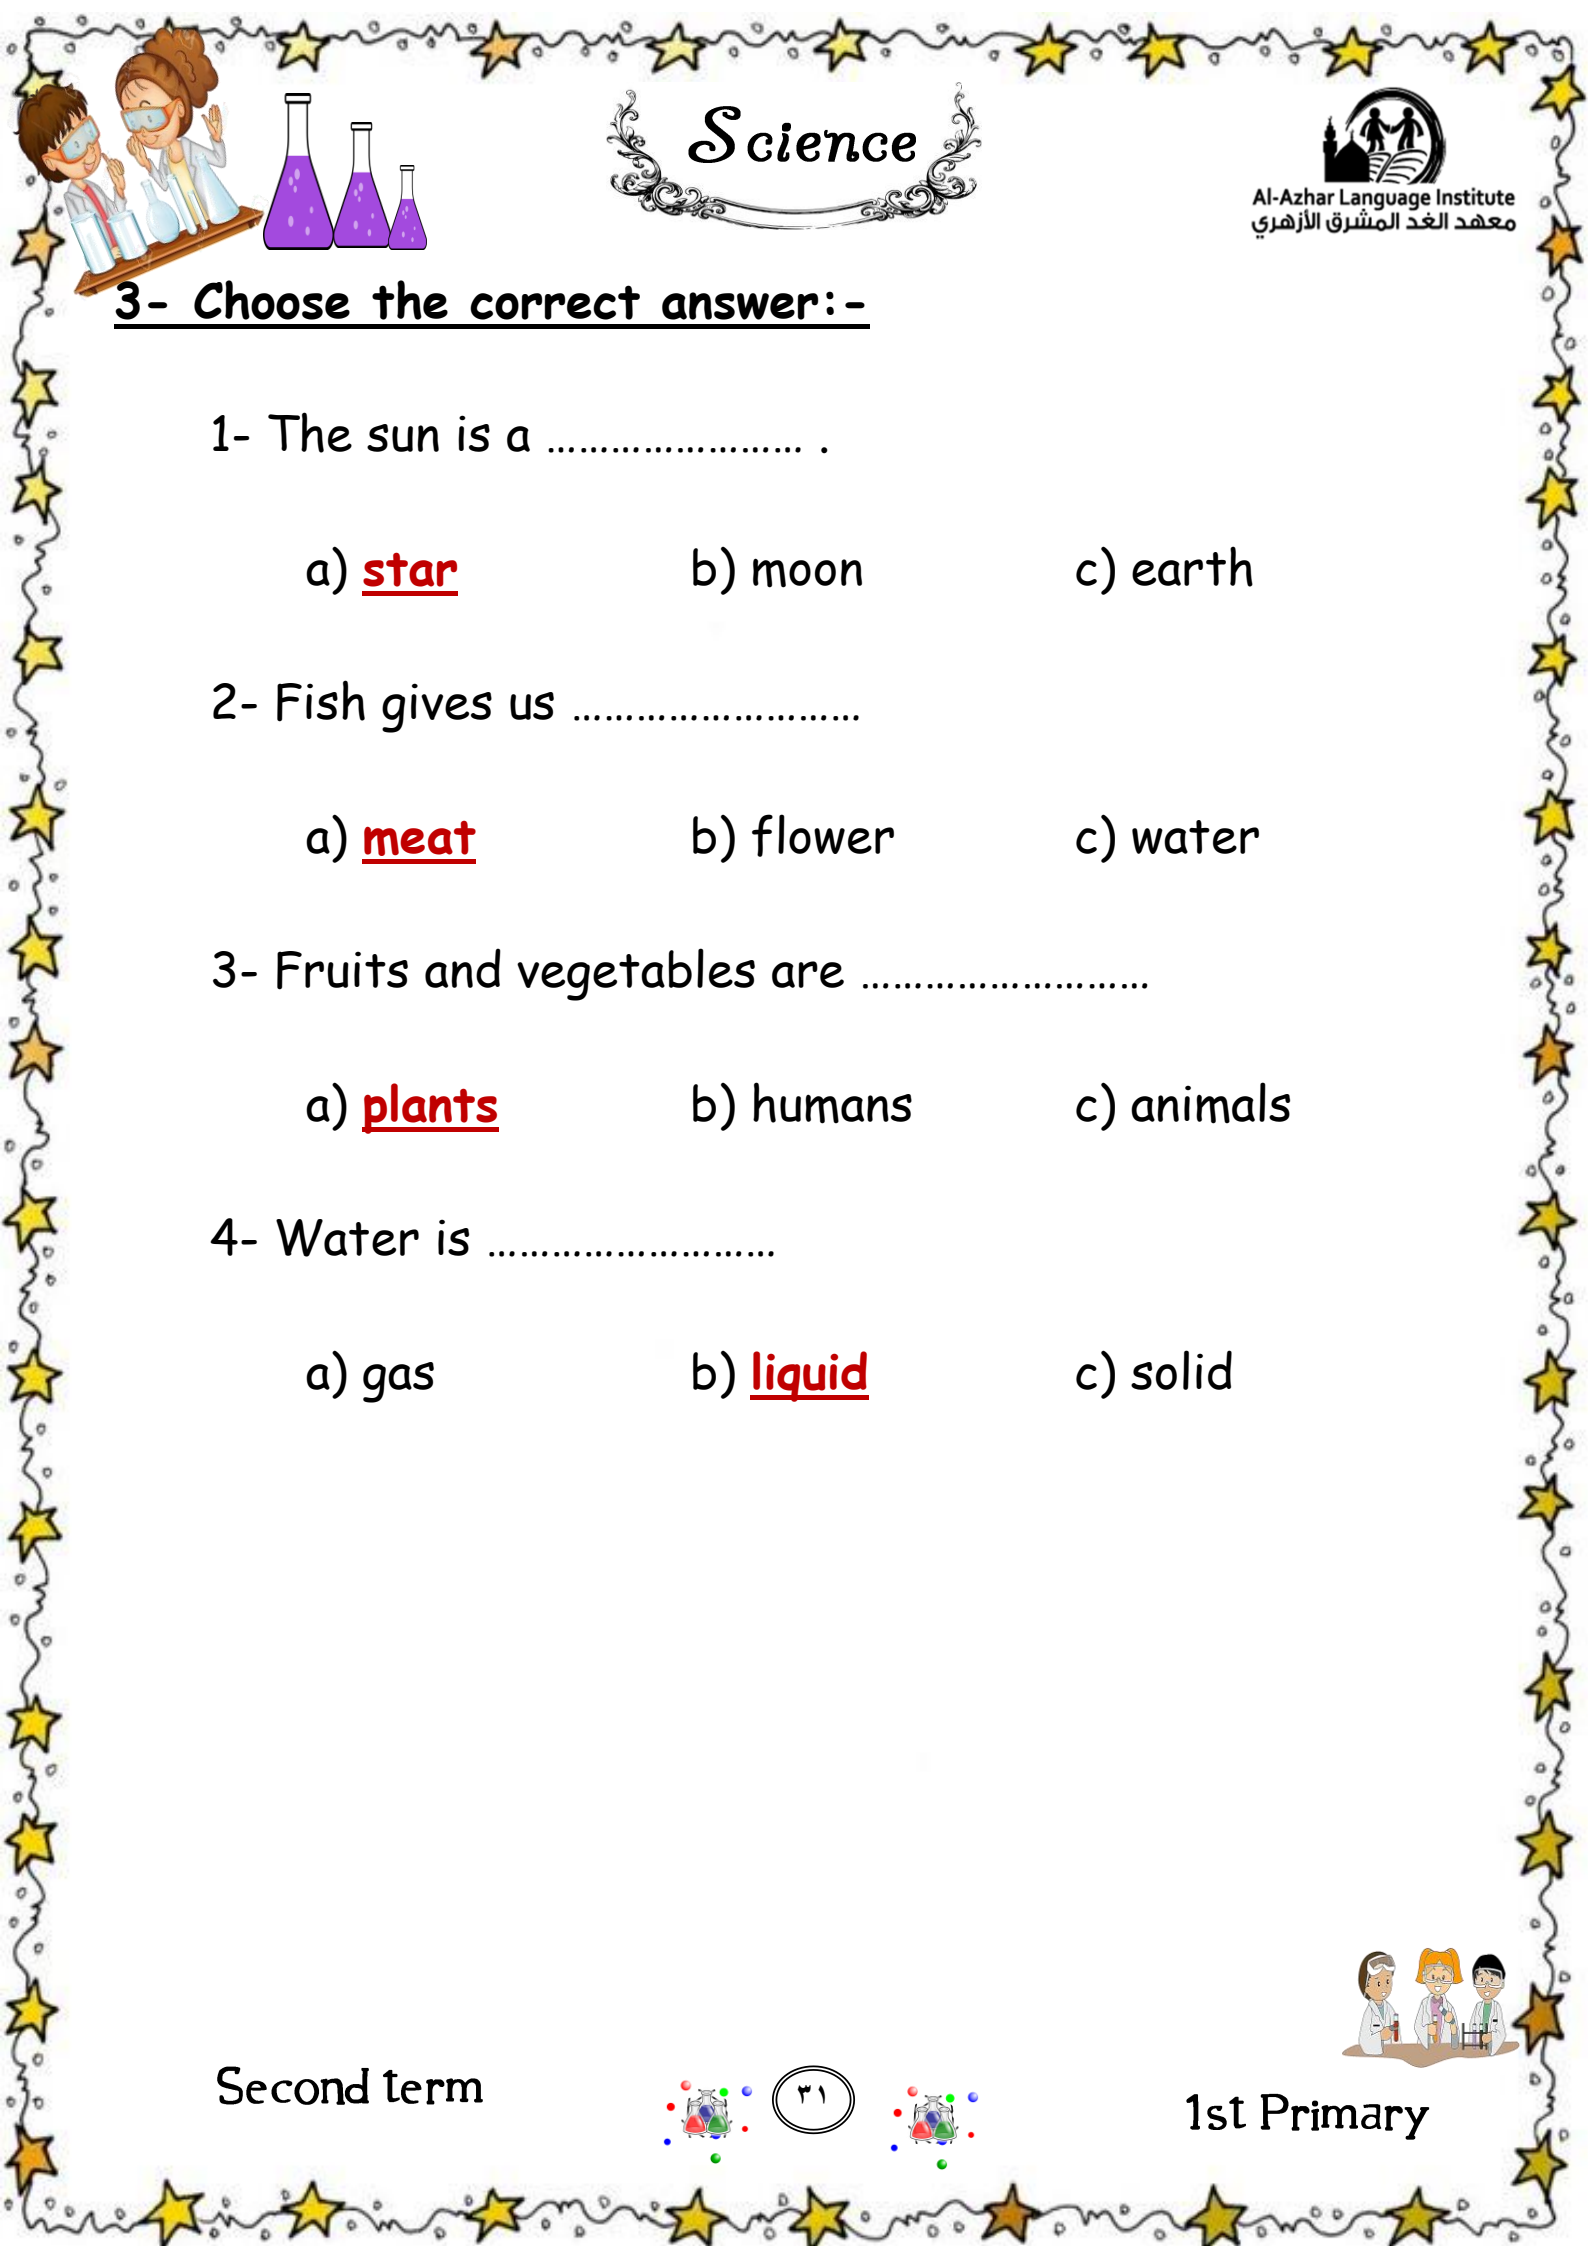 Science
Al-Azhar Language Institute
معهد الغد المشرق الأزهري
3- Choose the correct answer:-
1- The sun is a ........................ .
a) star b) moon c) earth
2- Fish gives us ...........................
a) meat b) flower c) water
3- Fruits and vegetables are ...........................
a) plants b) humans c) animals
4- Water is ...........................
a) gas b) liquid c) solid
Second term ٣١ 1st Primary